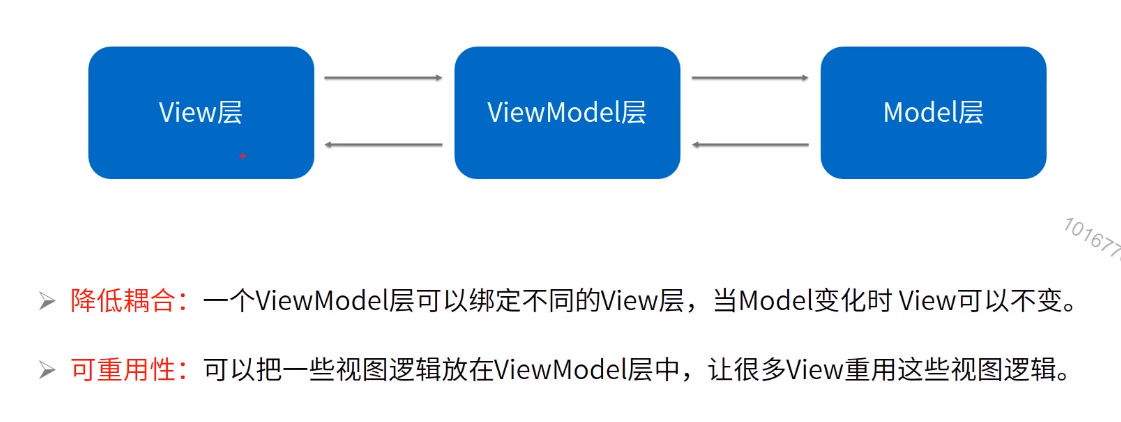 View层
ViewModel层
Model层
降低耦合：一个ViewModel层可以绑定不同的View层，当Model变化时 View可以不变。
可重用性：可以把一些视图逻辑放在ViewModel层中，让很多View重用这些视图逻辑。